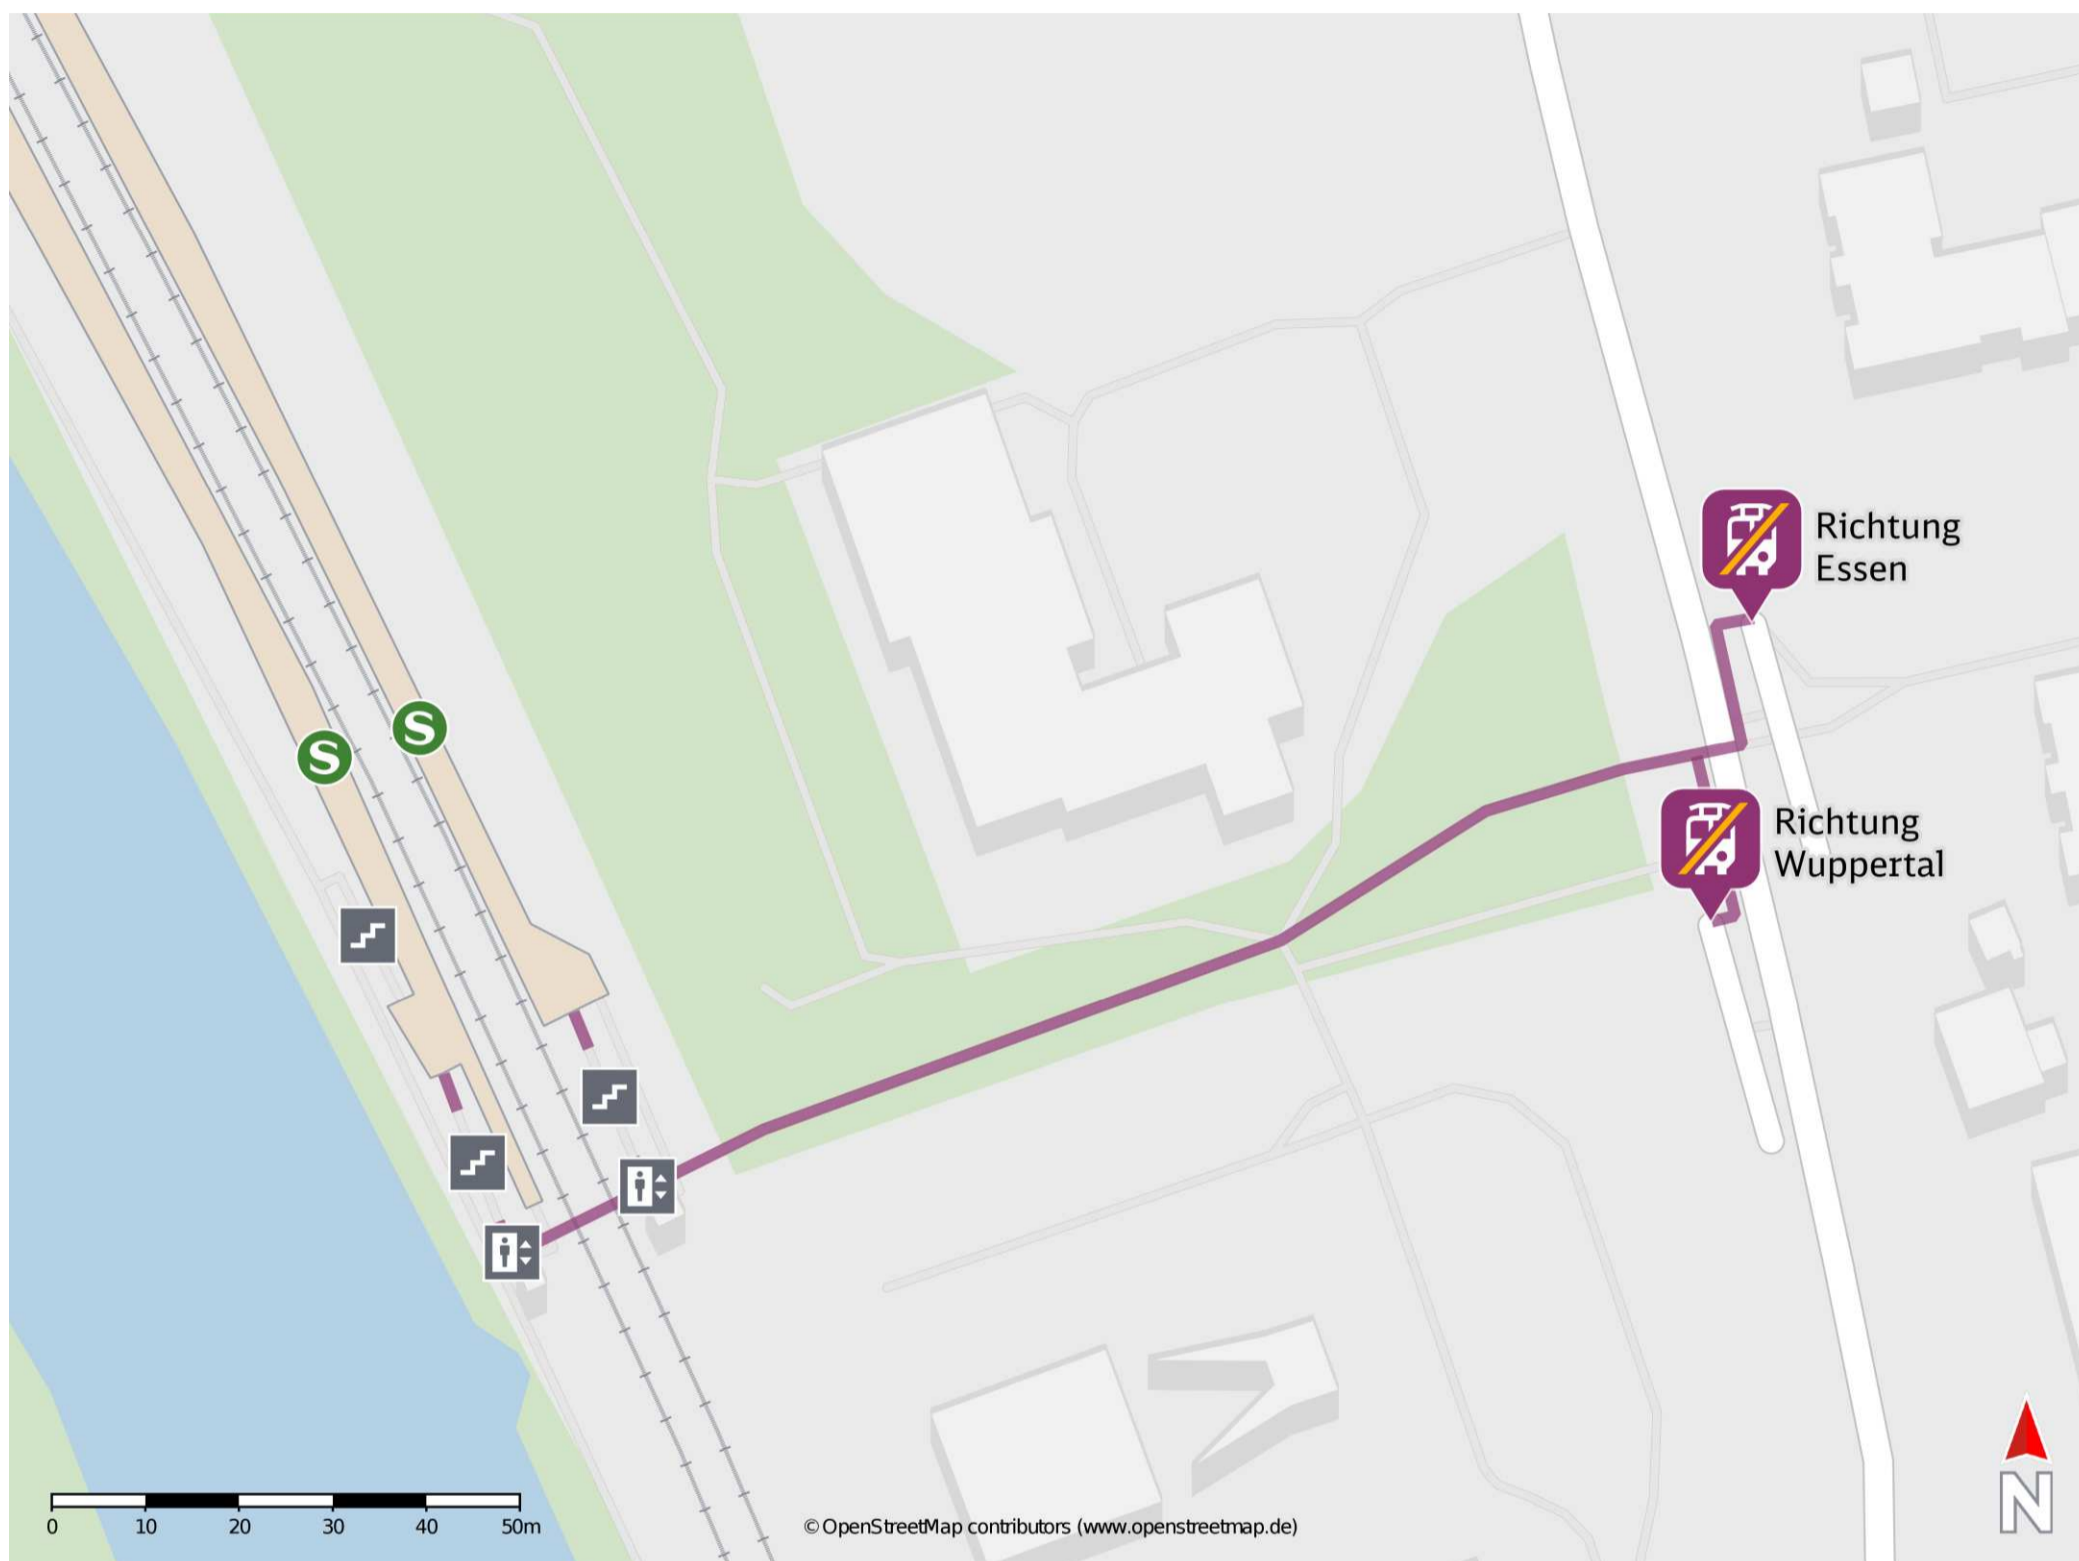 Richtung
Essen
Richtung
Wuppertal
S
S
0 10 20 30 40 50m
© OpenStreetMap contributors (www.openstreetmap.de)
N